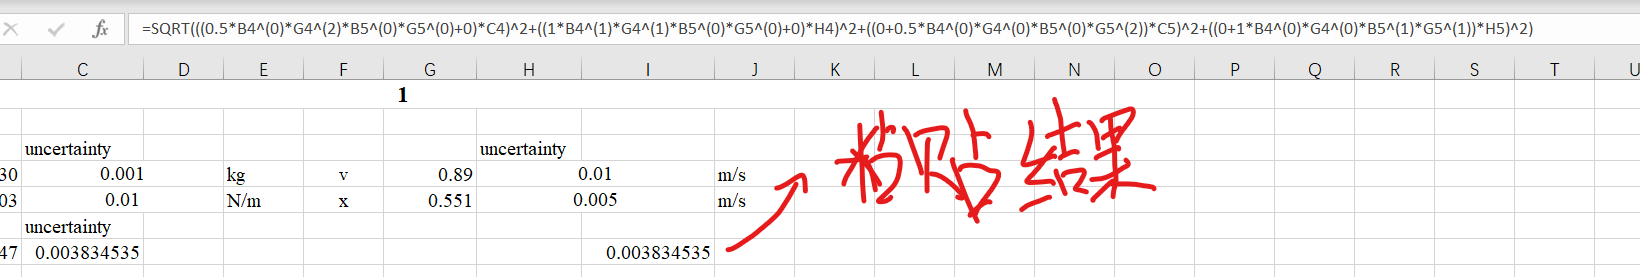 =SQRT(((0.5*B4^(0)*G4^(2)*B5^(0)*G5^(0)+0)*C4)^2+((1*B4^(1)*G4^(1)*B5^(0)*G5^(0)+0)*H4)^2+((0+0.5*B4^(0)*G4^(0)*B5^(0)*G5^(2))*C5)^2+((0+1*B4^(0)*G4^(0)*B5^(1)*G5^(1))*H5)^2)
C D E F G H I J K L M N O P Q R S T U
1
uncertainty uncertainty
30 0.001 kg v 0.89 0.01 m/s
03 0.01 N/m x 0.551 0.005 m/s
uncertainty
47 0.003834535 0.003834535
粘贴结果